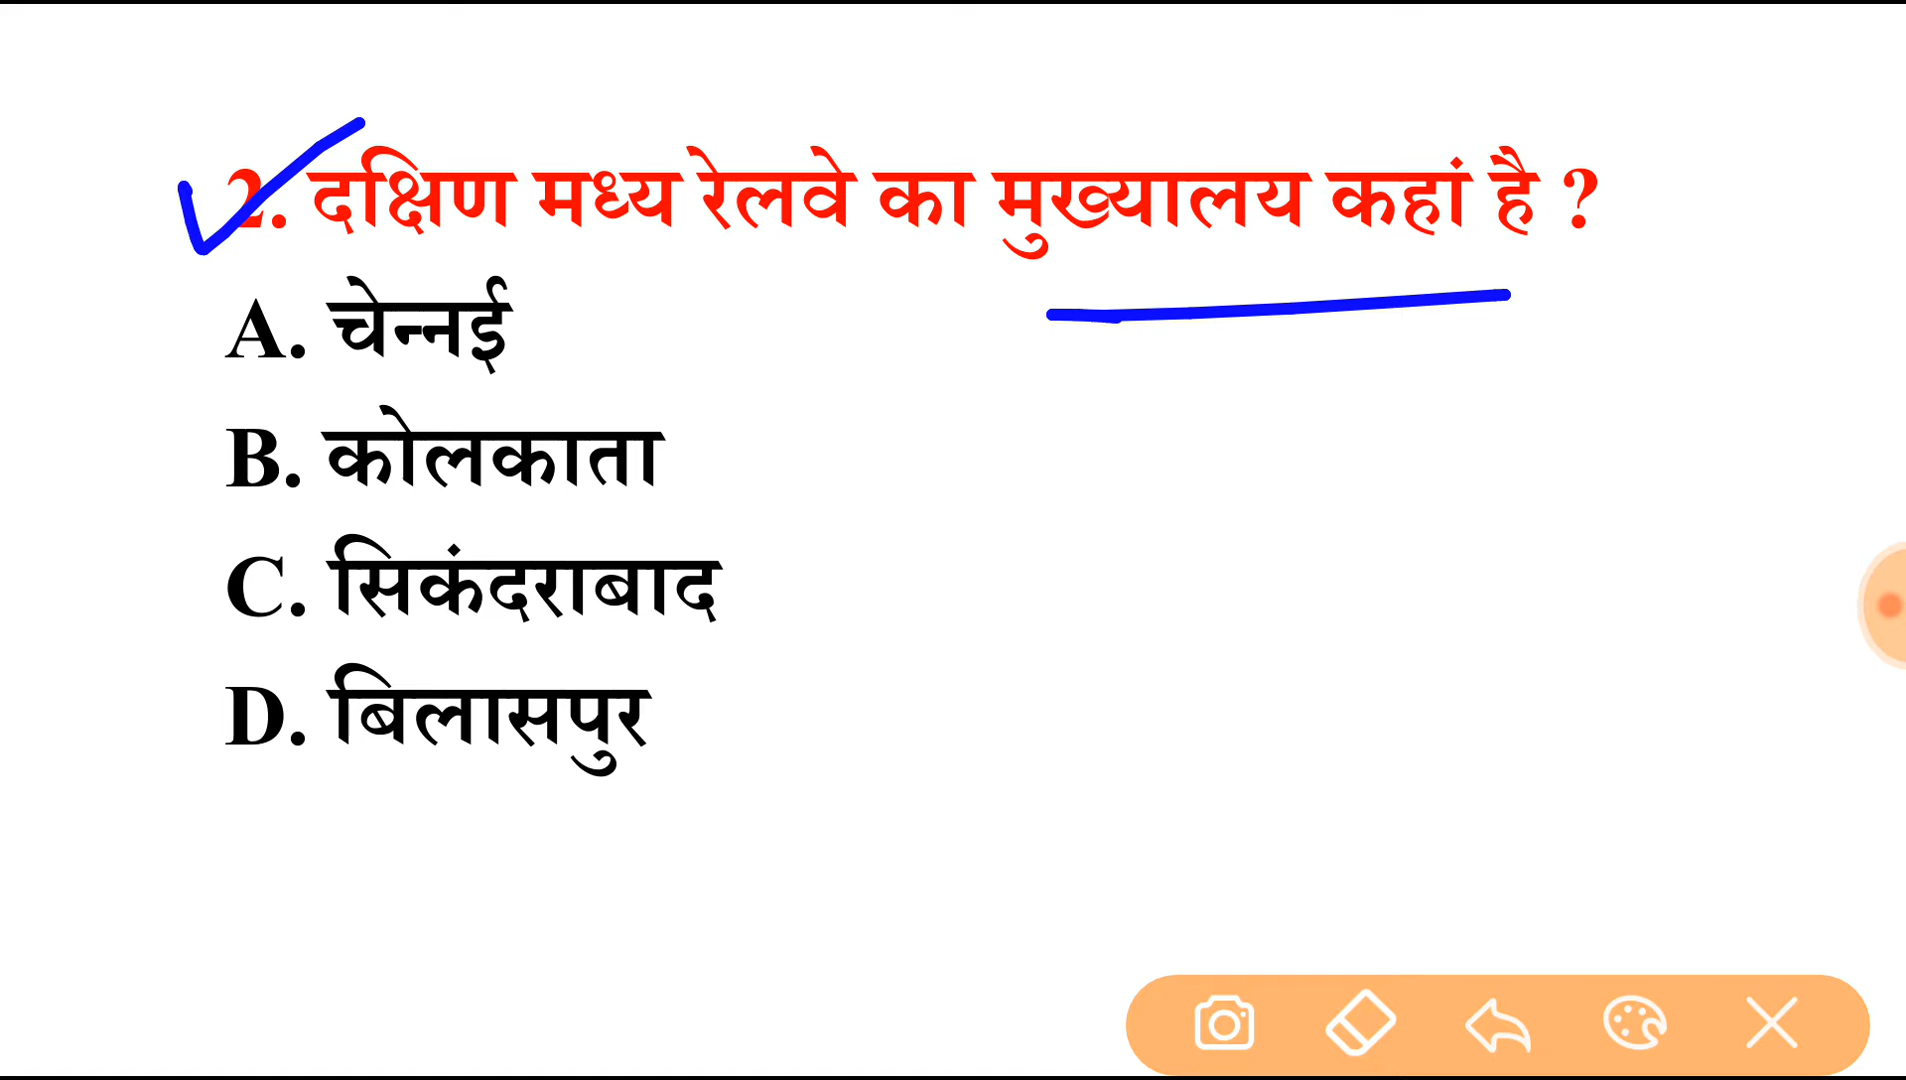 2. दक्षिण मध्य रेलवे का मुख्यालय कहां है ?
A. चेन्नई
B. कोलकाता
C. सिकंदराबाद
D. बिलासपुर